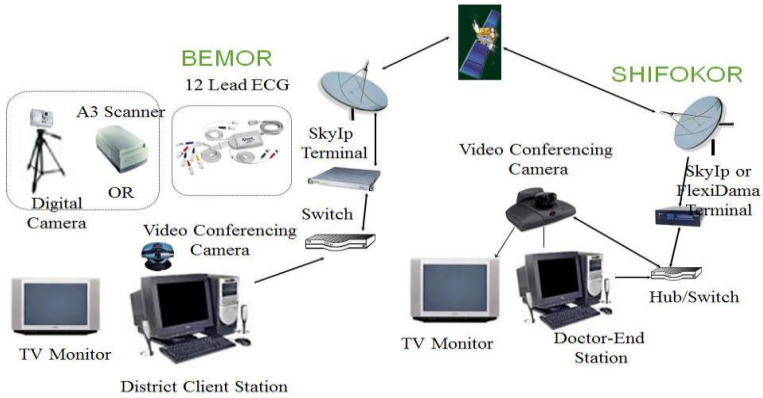 BEMOR
12 Lead ECG
A3 Scanner
OR
Digital
Camera
SkyIp
Terminal
Switch
Video Conferencing
Camera
TV Monitor
District Client Station
SHIFOKOR
Video Conferencing
Camera
SkyIp or
FlexiDama
Terminal
Hub/Switch
TV Monitor
Doctor-End
Station